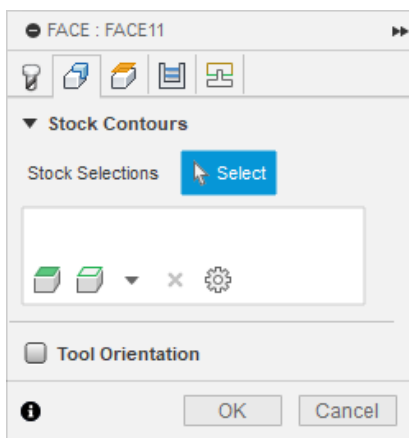 FACE : FACE11
Stock Contours
Stock Selections Select
Tool Orientation
OK Cancel